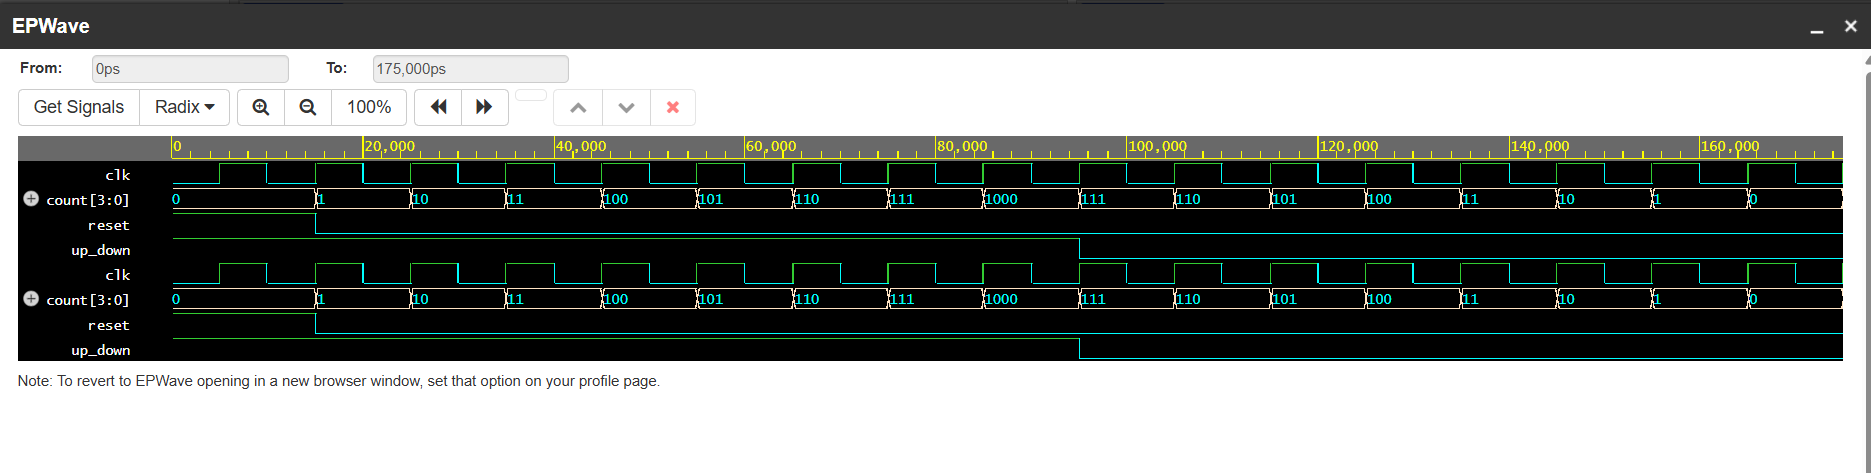 EPWave
From: 0ps To: 175,000ps
Get Signals Radix 100%
0 20,000 40,000 60,000 80,000 100,000 120,000 140,000 160,000
clk
count[3:0] 0 1 10 11 100 101 110 111 1000 111 110 101 100 11 10 1 0
reset
up_down
clk
count[3:0] 0 1 10 11 100 101 110 111 1000 111 110 101 100 11 10 1 0
reset
up_down
Note: To revert to EPWave opening in a new browser window, set that option on your profile page.